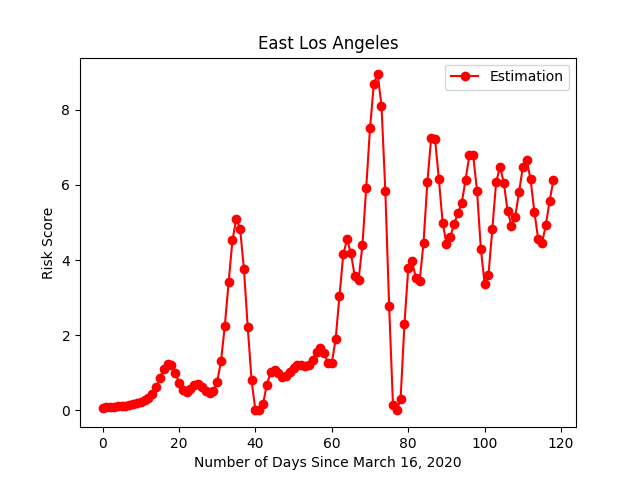 East Los Angeles
Estimation
Risk Score
8
6
4
2
0
0 20 40 60 80 100 120
Number of Days Since March 16, 2020